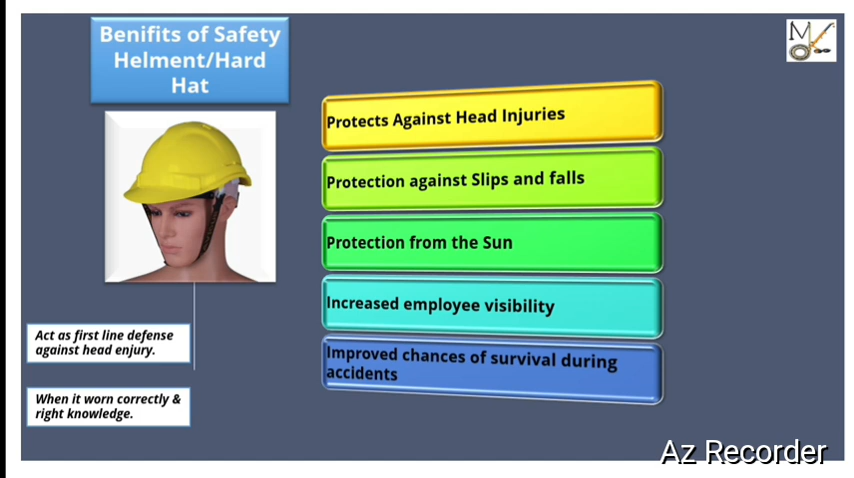 Benifits of Safety
Helment/Hard
Hat
MK
Protects Against Head Injuries
Protection against Slips and falls
Protection from the Sun
Increased employee visibility
Improved chances of survival during
accidents
Act as first line defense
against head enjury.
When it worn correctly &
right knowledge.
Az Recorder